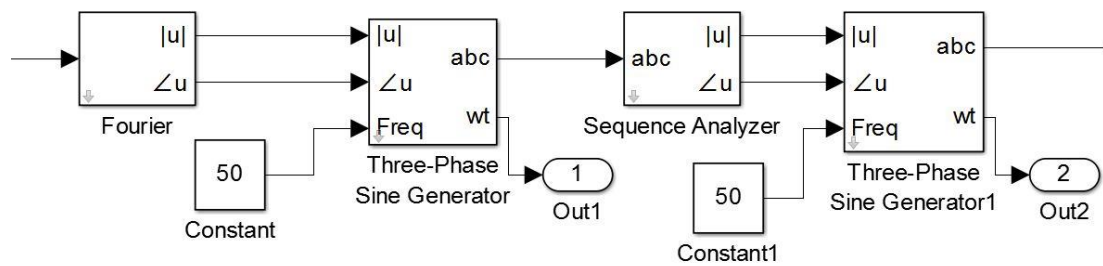 Fourier
|u|
∠u
50
Constant
|u|
∠u
Freq
abc
wt
Three-Phase
Sine Generator
1
Out1
abc
|u|
∠u
Sequence Analyzer
50
Constant1
|u|
∠u
Freq
abc
wt
Three-Phase
Sine Generator1
2
Out2